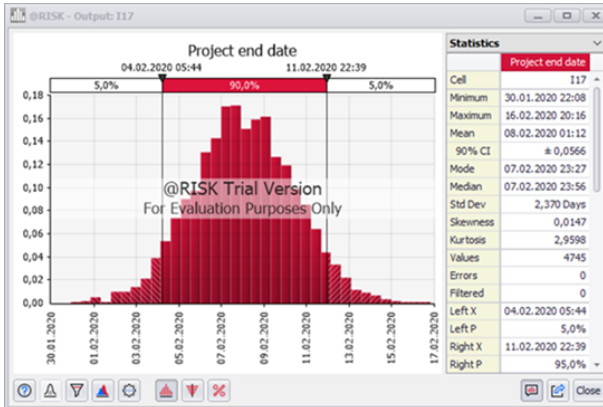 @RISK - Output: I17
Project end date
04.02.2020 05:44 11.02.2020 22:39
5,0% 90,0% 5,0%
0,18
0,16
0,14
0,12
0,10
0,08
0,06
0,04
0,02
0,00
@RISK Trial Version
For Evaluation Purposes Only
30.01.2020
01.02.2020
03.02.2020
05.02.2020
07.02.2020
09.02.2020
11.02.2020
13.02.2020
15.02.2020
17.02.2020
Statistics
Project end date
Cell I17
Minimum 30.01.2020 22:08
Maximum 16.02.2020 20:16
Mean 08.02.2020 01:12
90% CI ± 0,0566
Mode 07.02.2020 23:27
Median 07.02.2020 23:56
Std Dev 2,370 Days
Skewness 0,0147
Kurtosis 2,9598
Values 4745
Errors 0
Filtered 0
Left X 04.02.2020 05:44
Left P 5,0%
Right X 11.02.2020 22:39
Right P 95,0%
Close